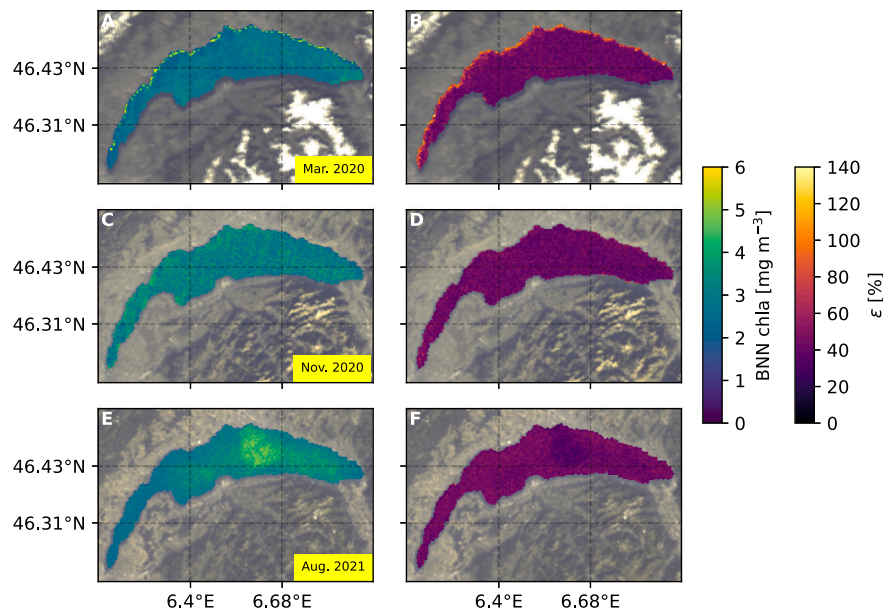 A
B
46.43°N
46.31°N
Mar. 2020
C
D
46.43°N
46.31°N
Nov. 2020
E
F
46.43°N
46.31°N
Aug. 2021
6.4°E
6.68°E
6.4°E
6.68°E
6
5
4
3
2
1
0
BNN chla [mg m⁻³]
140
120
100
80
60
40
20
0
ε [%]